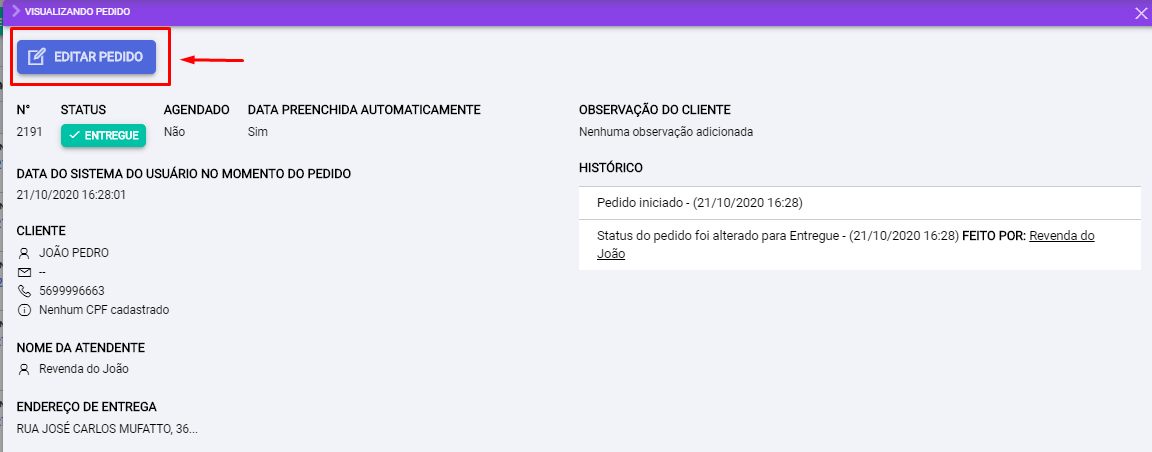 VISUALIZANDO PEDIDO
EDITAR PEDIDO
N° STATUS AGENDADO DATA PREENCHIDA AUTOMATICAMENTE
2191 ENTREGUE Não Sim
DATA DO SISTEMA DO USUÁRIO NO MOMENTO DO PEDIDO
21/10/2020 16:28:01
CLIENTE
JOÃO PEDRO
--
5699996663
Nenhum CPF cadastrado
NOME DA ATENDENTE
Revenda do João
ENDEREÇO DE ENTREGA
RUA JOSÉ CARLOS MUFATTO, 36...
OBSERVAÇÃO DO CLIENTE
Nenhuma observação adicionada
HISTÓRICO
Pedido iniciado - (21/10/2020 16:28)
Status do pedido foi alterado para Entregue - (21/10/2020 16:28) FEITO POR: Revenda do
João